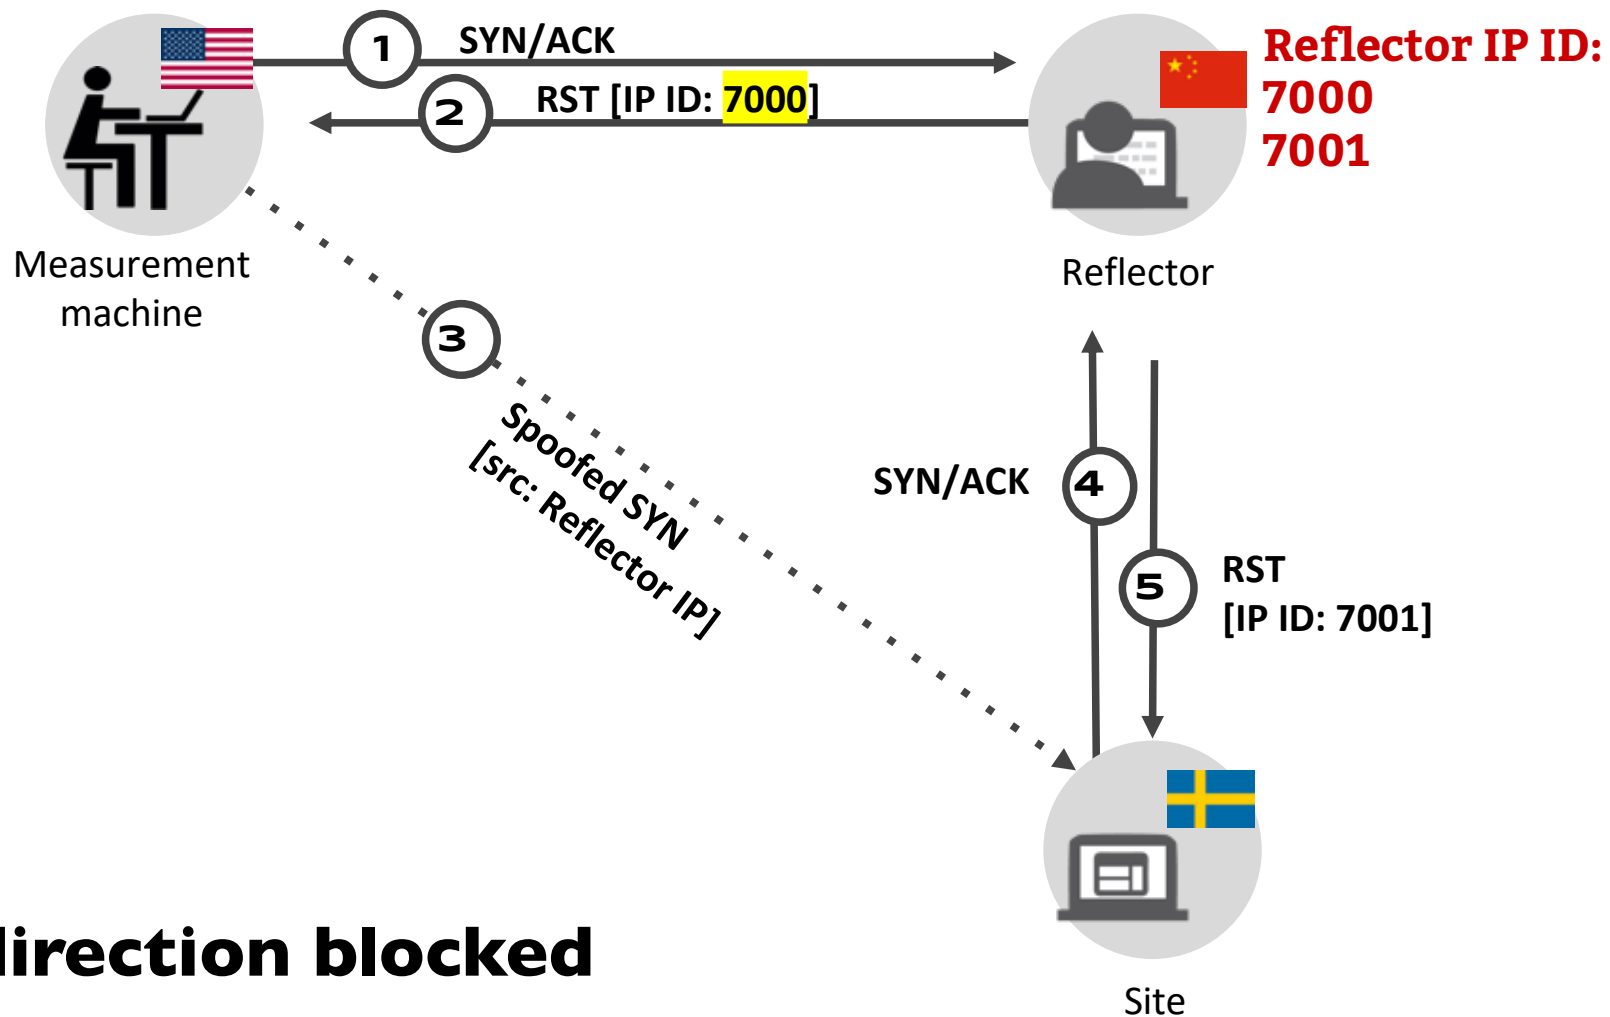 1
SYN/ACK
2
RST [IP ID: 7000]
Reflector IP ID:
7000
7001
Measurement
machine
Reflector
3
Spoofed SYN
[src: Reflector IP]
SYN/ACK
4
5
RST
[IP ID: 7001]
direction blocked
Site